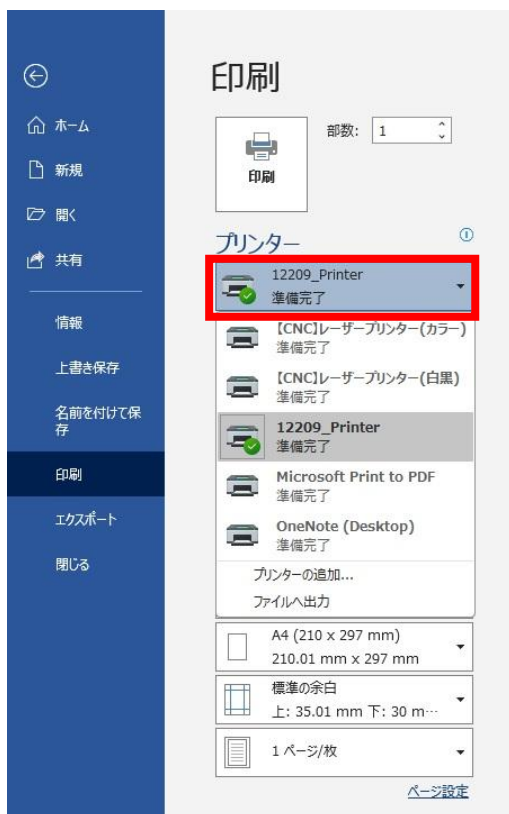 印刷
ホーム
新規
開く
共有
情報
上書き保存
名前を付けて保
存
印刷
エクスポート
閉じる
部数: 1
印刷
プリンター
12209_Printer
準備完了
【CNC】レーザープリンター(カラー)
準備完了
【CNC】レーザープリンター(白黒)
準備完了
12209_Printer
準備完了
Microsoft Print to PDF
準備完了
OneNote (Desktop)
準備完了
プリンターの追加...
ファイルへ出力
A4 (210 x 297 mm)
210.01 mm x 297 mm
標準の余白
上: 35.01 mm 下: 30 m…
1 ページ/枚
ページ設定